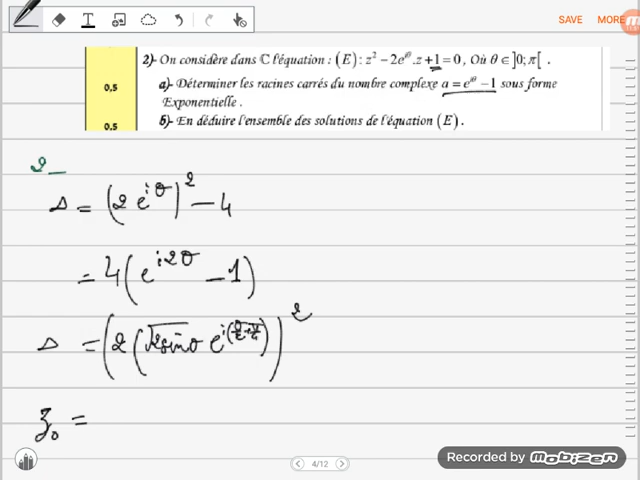 SAVE MORE
2)- On considère dans ℂ l'équation : (E): z² − 2e^{iθ}.z + 1 = 0, Où θ ∈ ]0; π[ .
0,5
a)- Déterminer les racines carrés du nombre complexe a = e^{iθ} − 1 sous forme
Exponentielle .
0.5
b)- En déduire l'ensemble des solutions de l'équation (E).
2_
Δ = (2 e^{iθ})² − 4
= 4(e^{i2θ} − 1)
Δ = (2(√2sinθ e^{i(θ/2+π/4)}))²
z₀ =
4/12
Recorded by mobizen